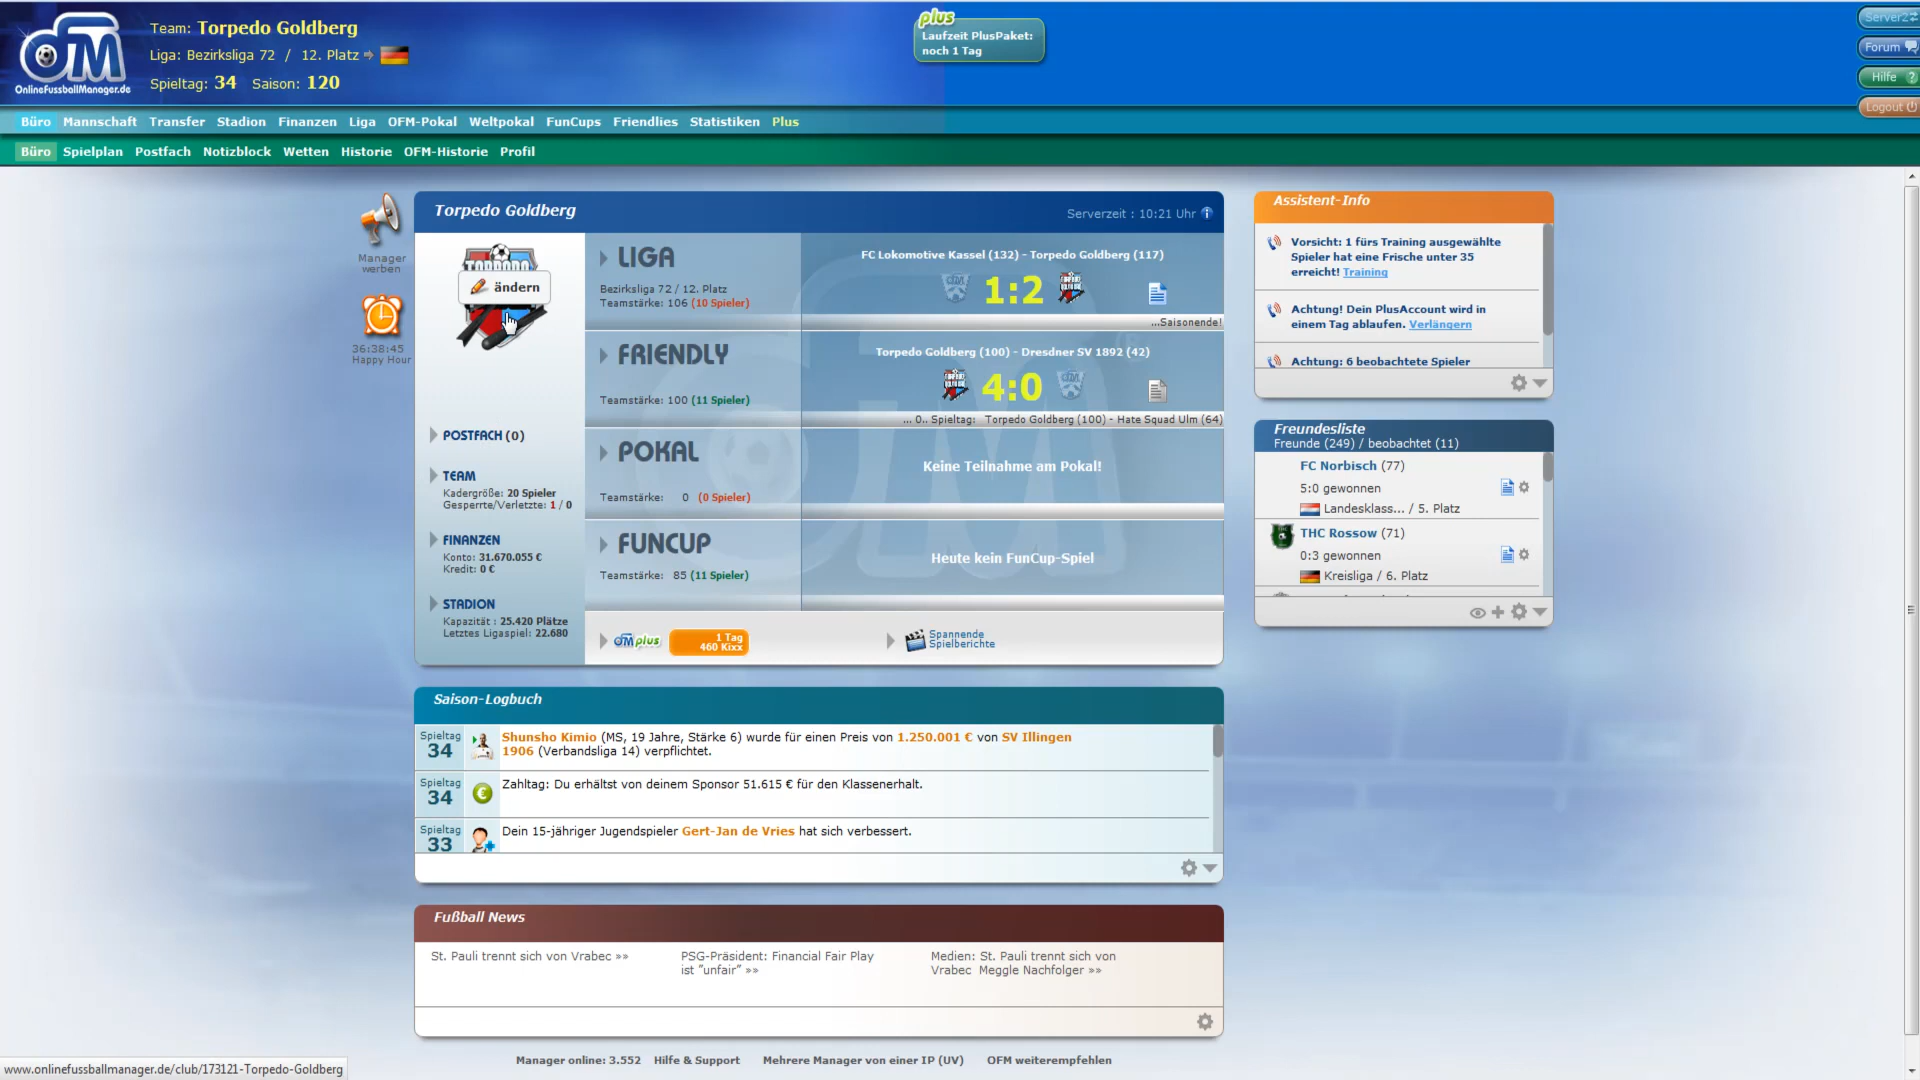 OFM
OnlineFussballManager.de
Team: Torpedo Goldberg
Liga: Bezirksliga 72 / 12. Platz
Spieltag: 34 Saison: 120
plus
Laufzeit PlusPaket:
noch 1 Tag
Server2
Forum
Hilfe ?
Logout
Büro Mannschaft Transfer Stadion Finanzen Liga OFM-Pokal Weltpokal FunCups Friendlies Statistiken Plus
Büro Spielplan Postfach Notizblock Wetten Historie OFM-Historie Profil
Manager
werben
36:38:45
Happy Hour
Torpedo Goldberg
Serverzeit : 10:21 Uhr
TORPEDO
ändern
POSTFACH (0)
TEAM
Kadergröße: 20 Spieler
Gesperrte/Verletzte: 1 / 0
FINANZEN
Konto: 31.670.055 €
Kredit: 0 €
STADION
Kapazität : 25.420 Plätze
Letztes Ligaspiel: 22.680
LIGA
Bezirksliga 72 / 12. Platz
Teamstärke: 106 (10 Spieler)
FC Lokomotive Kassel (132) - Torpedo Goldberg (117)
1:2
...Saisonende!
FRIENDLY
Teamstärke: 100 (11 Spieler)
Torpedo Goldberg (100) - Dresdner SV 1892 (42)
4:0
... 0.. Spieltag: Torpedo Goldberg (100) - Hate Squad Ulm (64)
POKAL
Teamstärke: 0 (0 Spieler)
Keine Teilnahme am Pokal!
FUNCUP
Teamstärke: 85 (11 Spieler)
Heute kein FunCup-Spiel
OFM plus
1 Tag
460 Kixx
Spannende
Spielberichte
Assistent-Info
Vorsicht: 1 fürs Training ausgewählte
Spieler hat eine Frische unter 35
erreicht! Training
Achtung! Dein PlusAccount wird in
einem Tag ablaufen. Verlängern
Achtung: 6 beobachtete Spieler
Freundesliste
Freunde (249) / beobachtet (11)
FC Norbisch (77)
5:0 gewonnen
Landesklass... / 5. Platz
THC Rossow (71)
0:3 gewonnen
Kreisliga / 6. Platz
Saison-Logbuch
Spieltag
34
Shunsho Kimio (MS, 19 Jahre, Stärke 6) wurde für einen Preis von 1.250.001 € von SV Illingen
1906 (Verbandsliga 14) verpflichtet.
Spieltag
34
Zahltag: Du erhältst von deinem Sponsor 51.615 € für den Klassenerhalt.
Spieltag
33
Dein 15-jähriger Jugendspieler Gert-Jan de Vries hat sich verbessert.
Fußball News
St. Pauli trennt sich von Vrabec »»
PSG-Präsident: Financial Fair Play
ist "unfair" »»
Medien: St. Pauli trennt sich von
Vrabec  Meggle Nachfolger »»
Manager online: 3.552 Hilfe & Support Mehrere Manager von einer IP (UV) OFM weiterempfehlen
www.onlinefussballmanager.de/club/173121-Torpedo-Goldberg